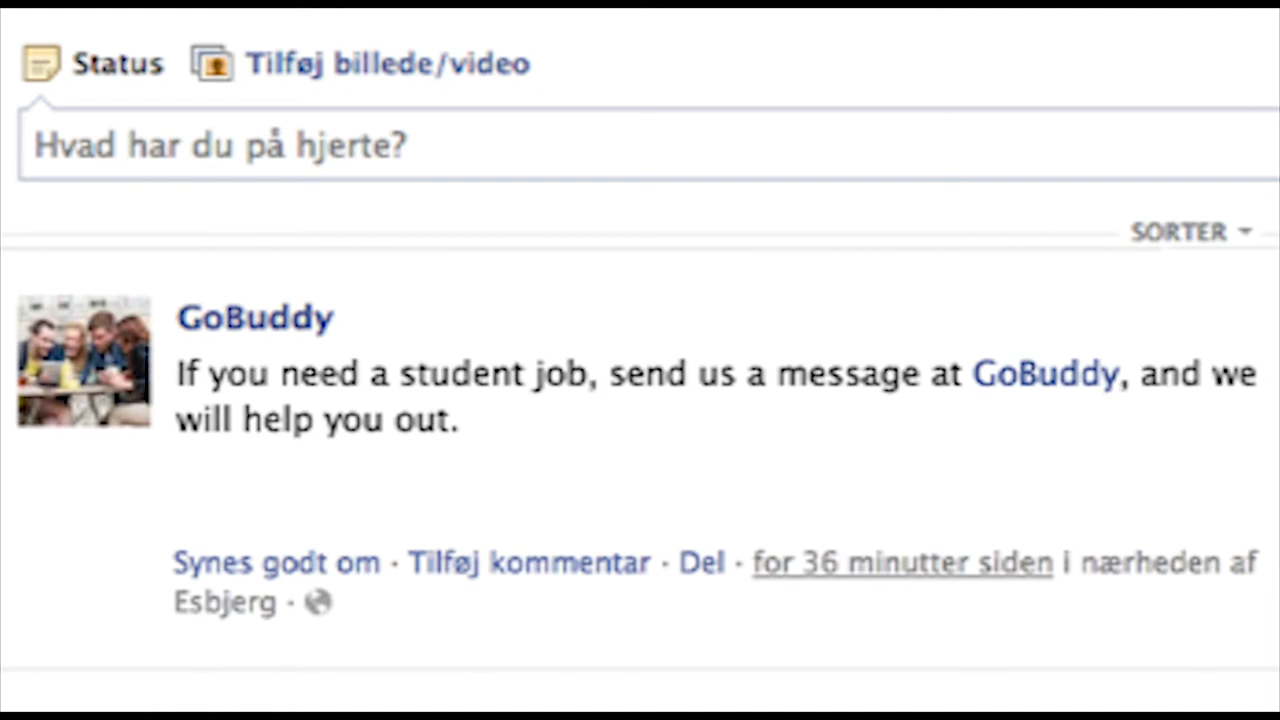 Status Tilføj billede/video
Hvad har du på hjerte?
SORTER
GoBuddy
If you need a student job, send us a message at GoBuddy, and we
will help you out.
Synes godt om · Tilføj kommentar · Del · for 36 minutter siden i nærheden af
Esbjerg ·